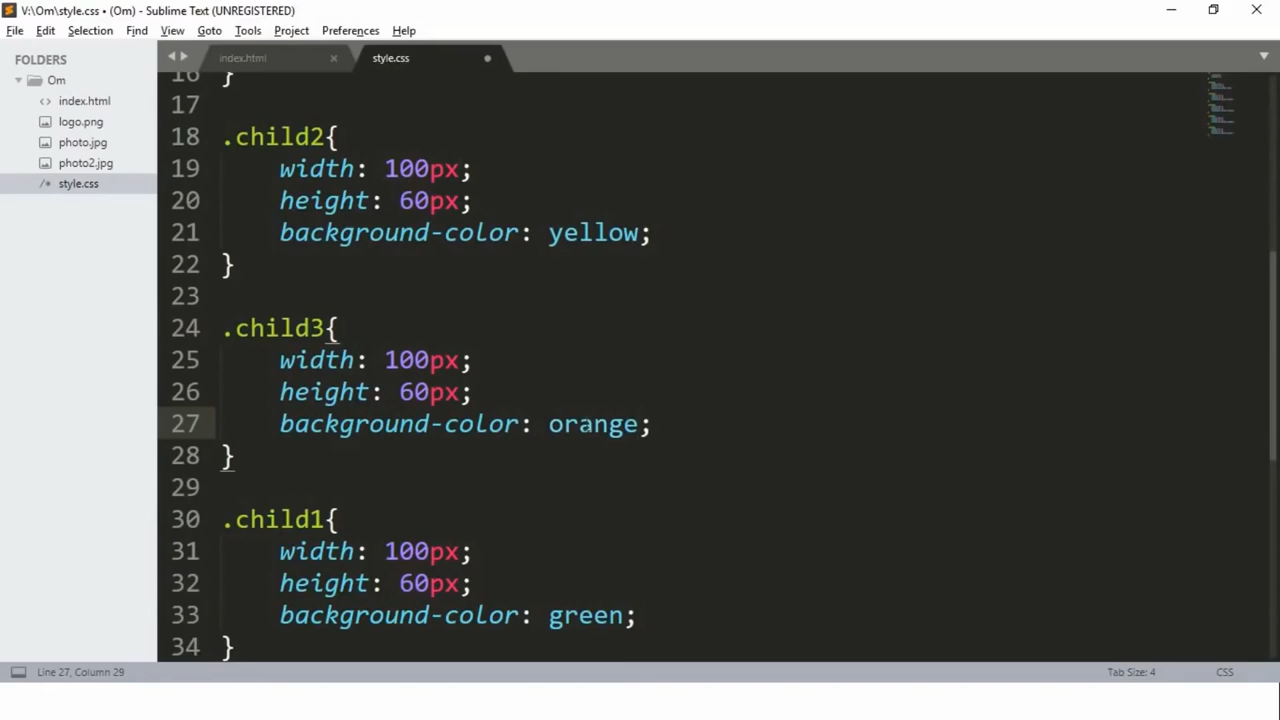 V:\Om\style.css • (Om) - Sublime Text (UNREGISTERED)
File Edit Selection Find View Goto Tools Project Preferences Help
FOLDERS
Om
index.html
logo.png
photo.jpg
photo2.jpg
style.css
index.html
style.css
16 }
17
18 .child2{
19 width: 100px;
20 height: 60px;
21 background-color: yellow;
22 }
23
24 .child3{
25 width: 100px;
26 height: 60px;
27 background-color: orange;
28 }
29
30 .child1{
31 width: 100px;
32 height: 60px;
33 background-color: green;
34 }
Line 27, Column 29
Tab Size: 4
CSS